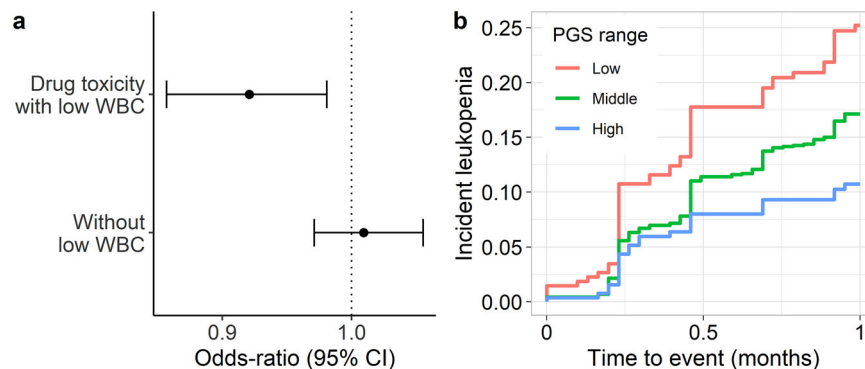 a
Drug toxicity
with low WBC
Without
low WBC
0.9
1.0
Odds-ratio (95% CI)
b
PGS range
Low
Middle
High
Incident leukopenia
0.25
0.20
0.15
0.10
0.05
0.00
0
0.5
1
Time to event (months)